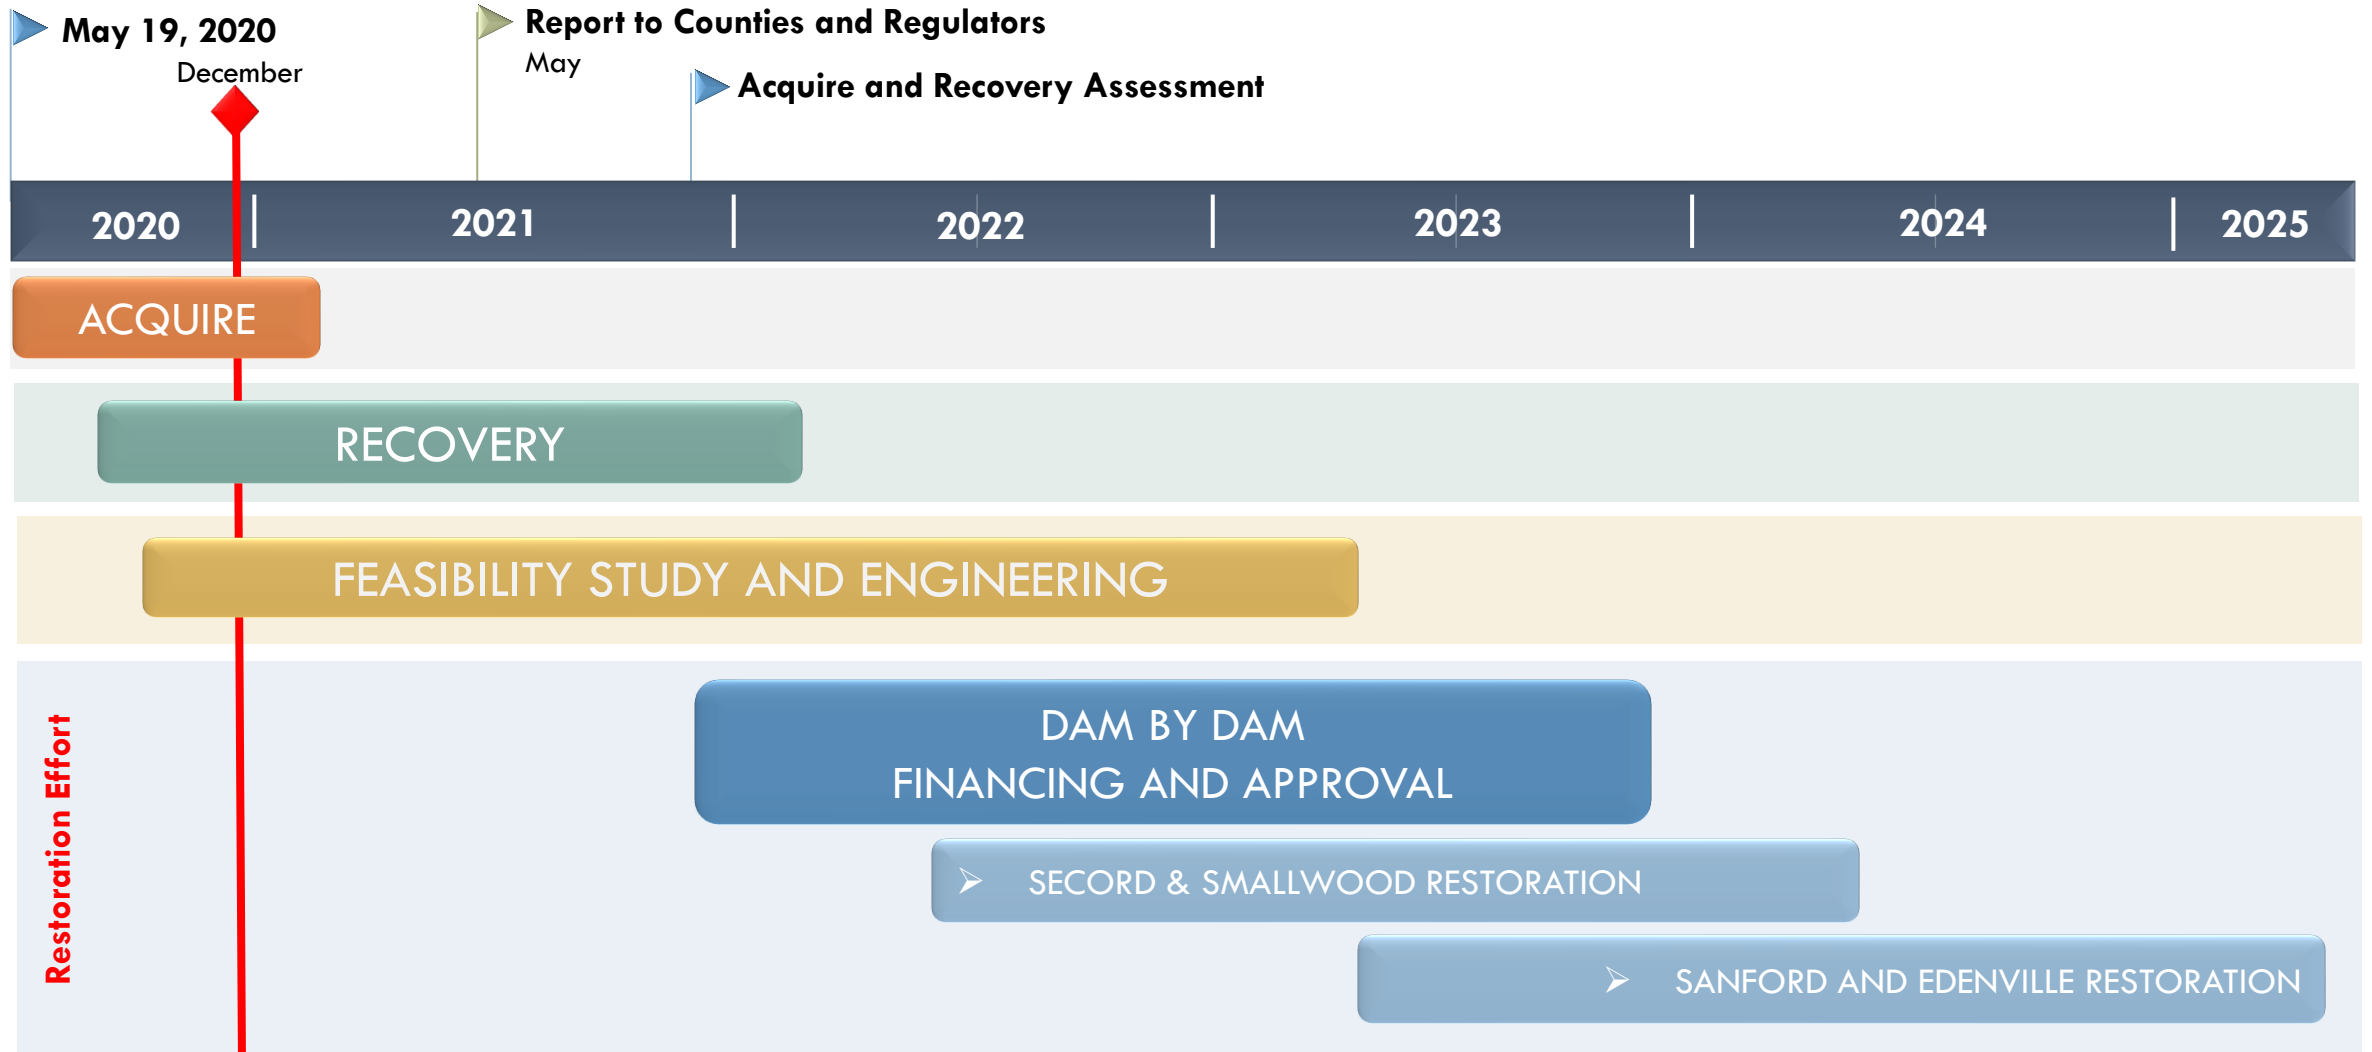 May 19, 2020
December
Report to Counties and Regulators
May
Acquire and Recovery Assessment
2020
2021
2022
2023
2024
2025
ACQUIRE
RECOVERY
FEASIBILITY STUDY AND ENGINEERING
Restoration Effort
DAM BY DAM
FINANCING AND APPROVAL
SECORD & SMALLWOOD RESTORATION
SANFORD AND EDENVILLE RESTORATION